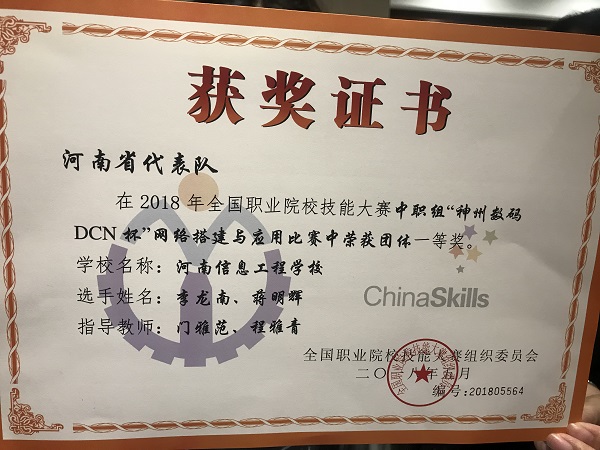 获奖证书
河南省代表队
在2018年全国职业院校技能大赛中职组“神州数码
DCN杯”网络搭建与应用比赛中荣获团体一等奖。
学校名称：河南信息工程学校
选手姓名：李龙南、蒋明辉
指导教师：门雅范、程雅青
ChinaSkills
全国职业院校技能大赛组织委员会
二〇一八年五月
编号:201805564